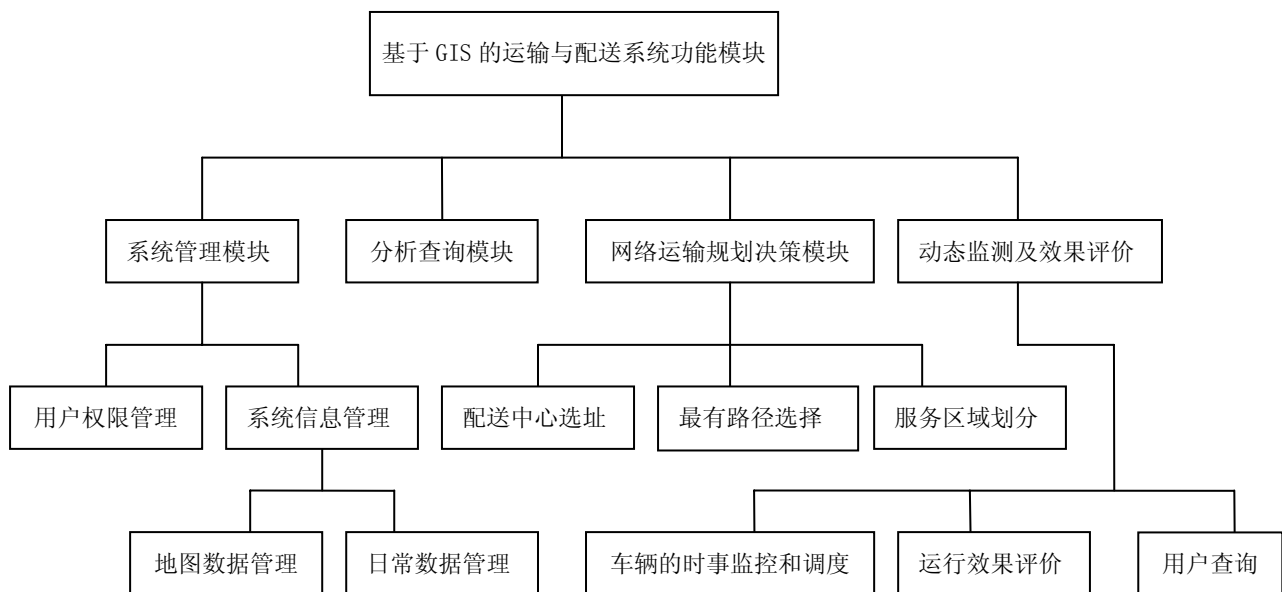 基于 GIS 的运输与配送系统功能模块
系统管理模块
分析查询模块
网络运输规划决策模块
动态监测及效果评价
用户权限管理
系统信息管理
配送中心选址
最有路径选择
服务区域划分
地图数据管理
日常数据管理
车辆的时事监控和调度
运行效果评价
用户查询